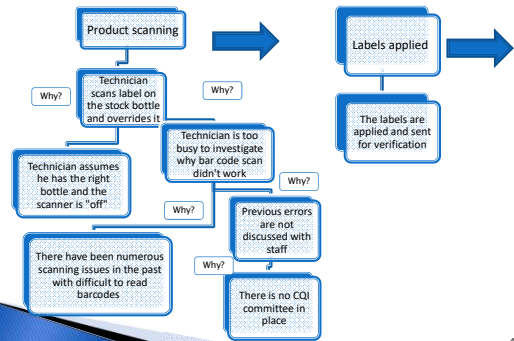 Product scanning
Labels applied
Technician
scans label on
the stock bottle
and overrides it
Why?
Why?
The labels are
applied and sent
for verification
Technician is too
busy to investigate
why bar code scan
didn't work
Technician assumes
he has the right
bottle and the
scanner is "off"
Why?
Why?
Previous errors
are not
discussed with
staff
There have been numerous
scanning issues in the past
with difficult to read
barcodes
Why?
There is no CQI
committee in
place